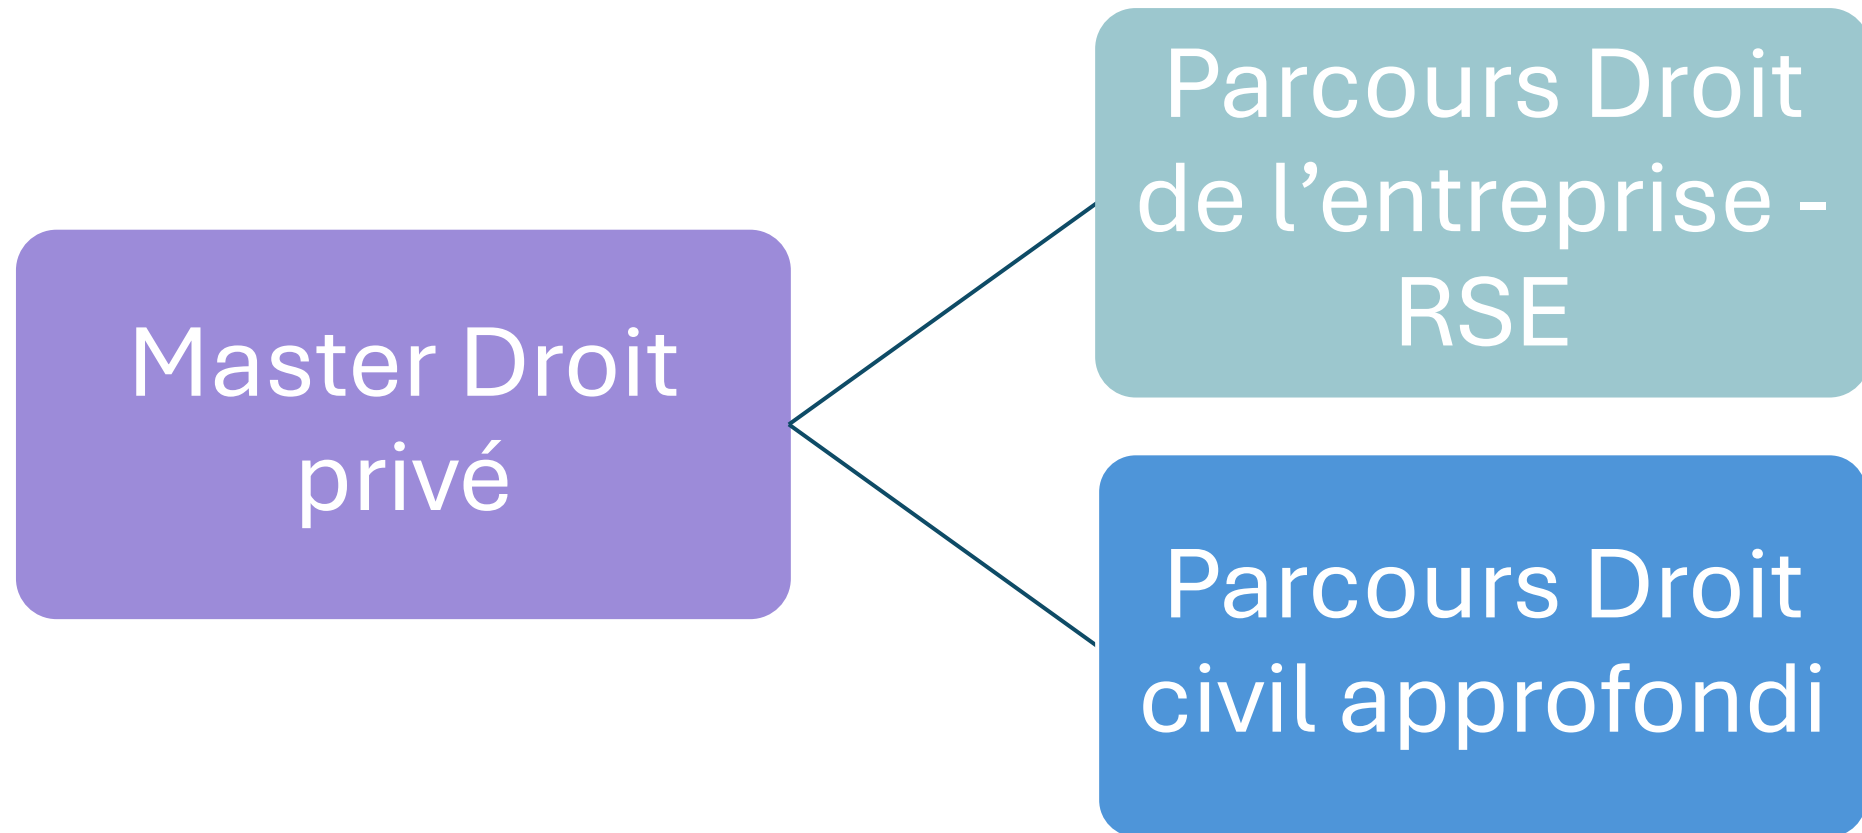 Master Droit
privé
Parcours Droit
de l’entreprise -
RSE
Parcours Droit
civil approfondi